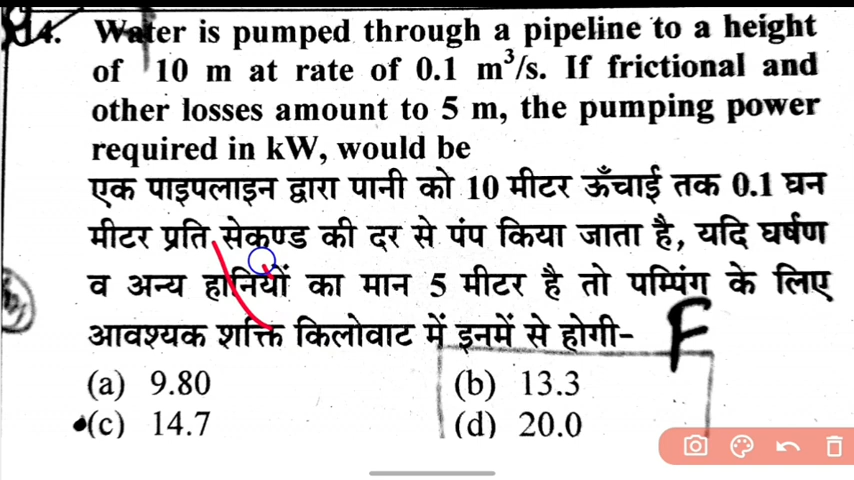 14. Water is pumped through a pipeline to a height
of 10 m at rate of 0.1 m³/s. If frictional and
other losses amount to 5 m, the pumping power
required in kW, would be
एक पाइपलाइन द्वारा पानी को 10 मीटर ऊँचाई तक 0.1 घन
मीटर प्रति सेकण्ड की दर से पंप किया जाता है, यदि घर्षण
व अन्य हानियों का मान 5 मीटर है तो पम्पिंग के लिए
आवश्यक शक्ति किलोवाट में इनमें से होगी-
F
(a) 9.80 (b) 13.3
(c) 14.7 (d) 20.0